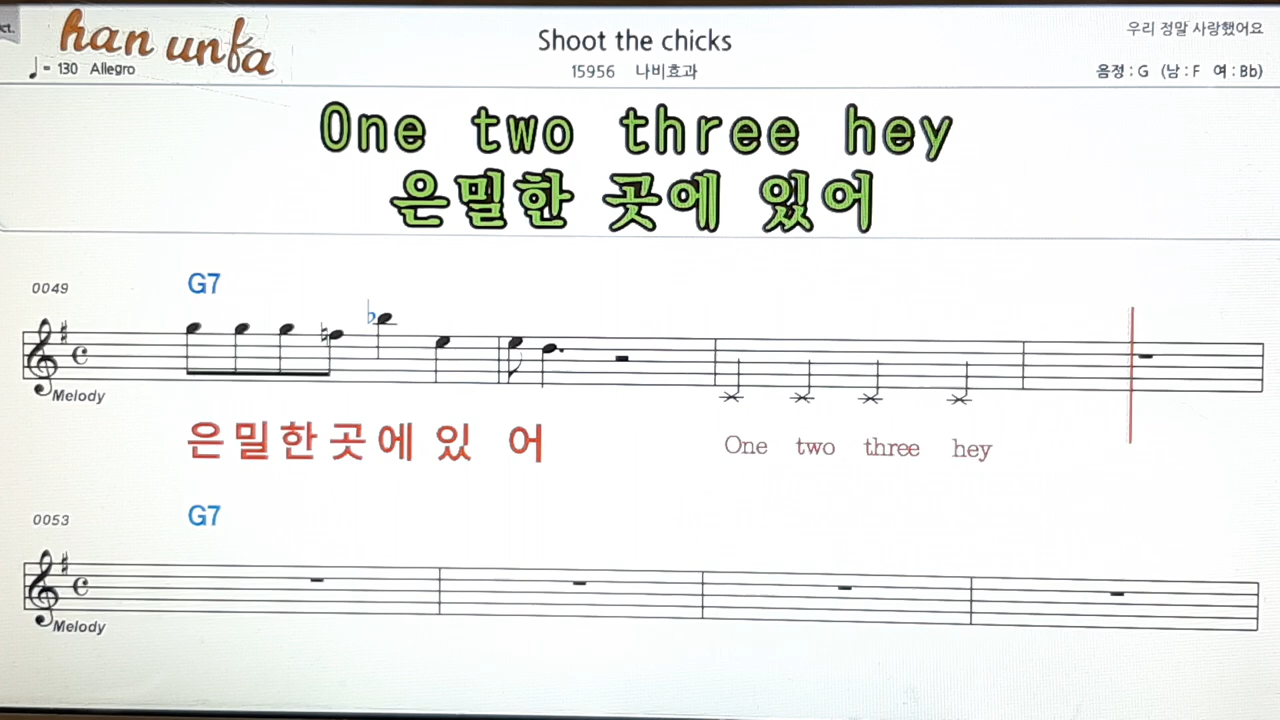 ct.
han unfa
Shoot the chicks
우리 정말 사랑했어요
♩= 130 Allegro
15956 나비효과
음정 : G (남 : F 여 : Bb)
One two three hey
은밀한 곳에 있어
0049
G7
Melody
은밀한곳에 있 어
One two three hey
0053
G7
Melody